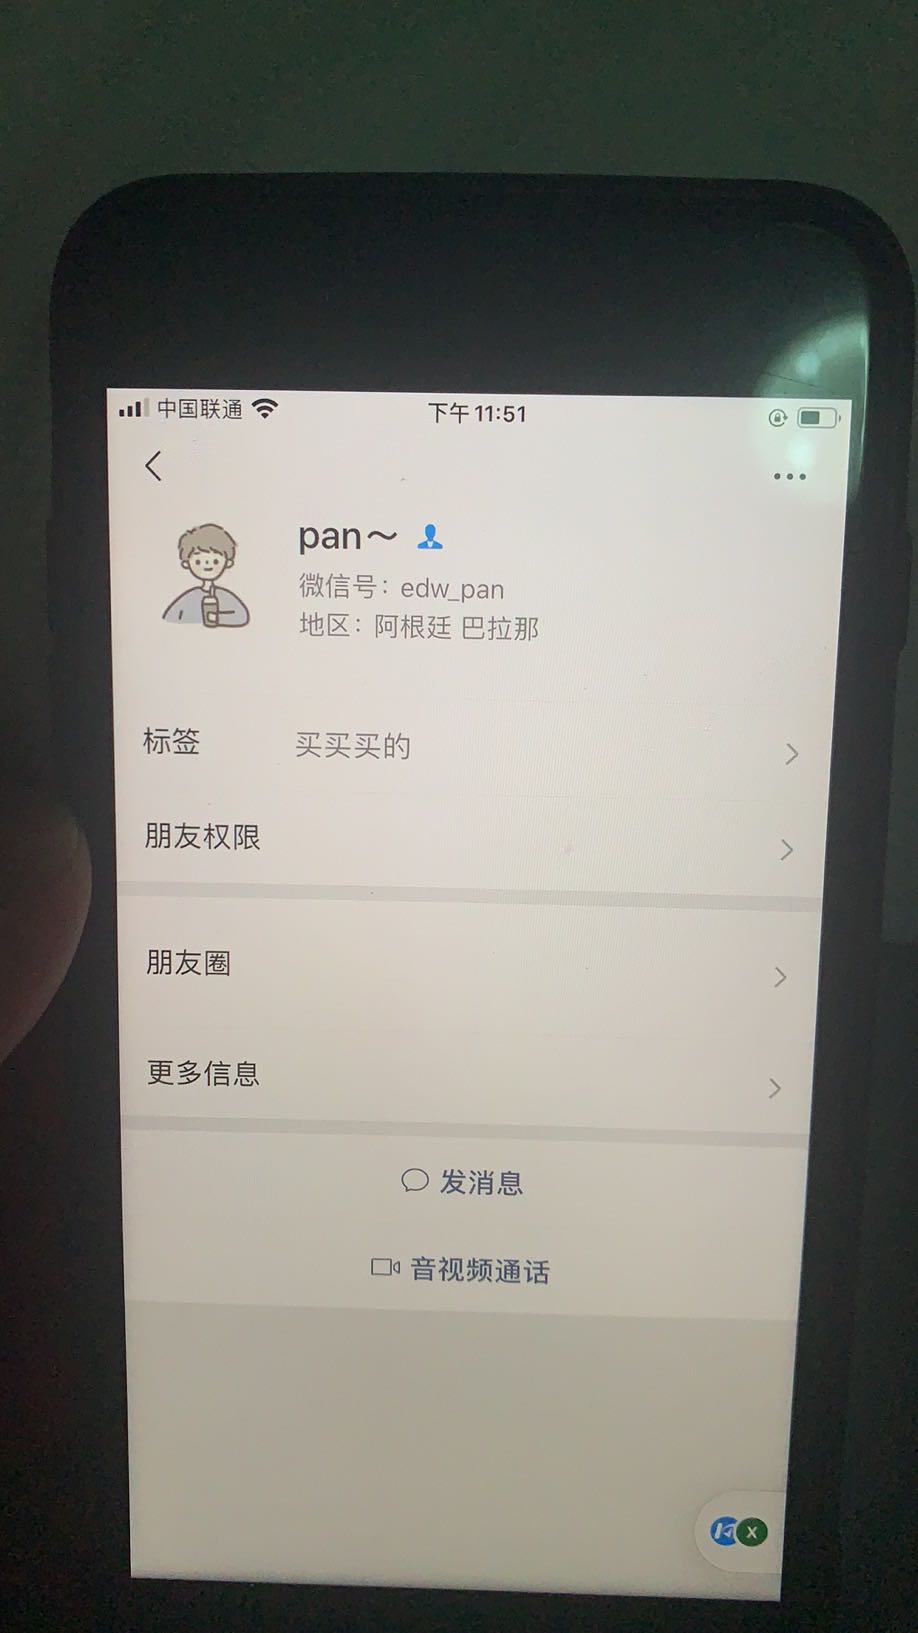 中国联通
下午 11:51
pan～
微信号：edw_pan
地区：阿根廷 巴拉那
标签 买买买的
朋友权限
朋友圈
更多信息
发消息
音视频通话
X